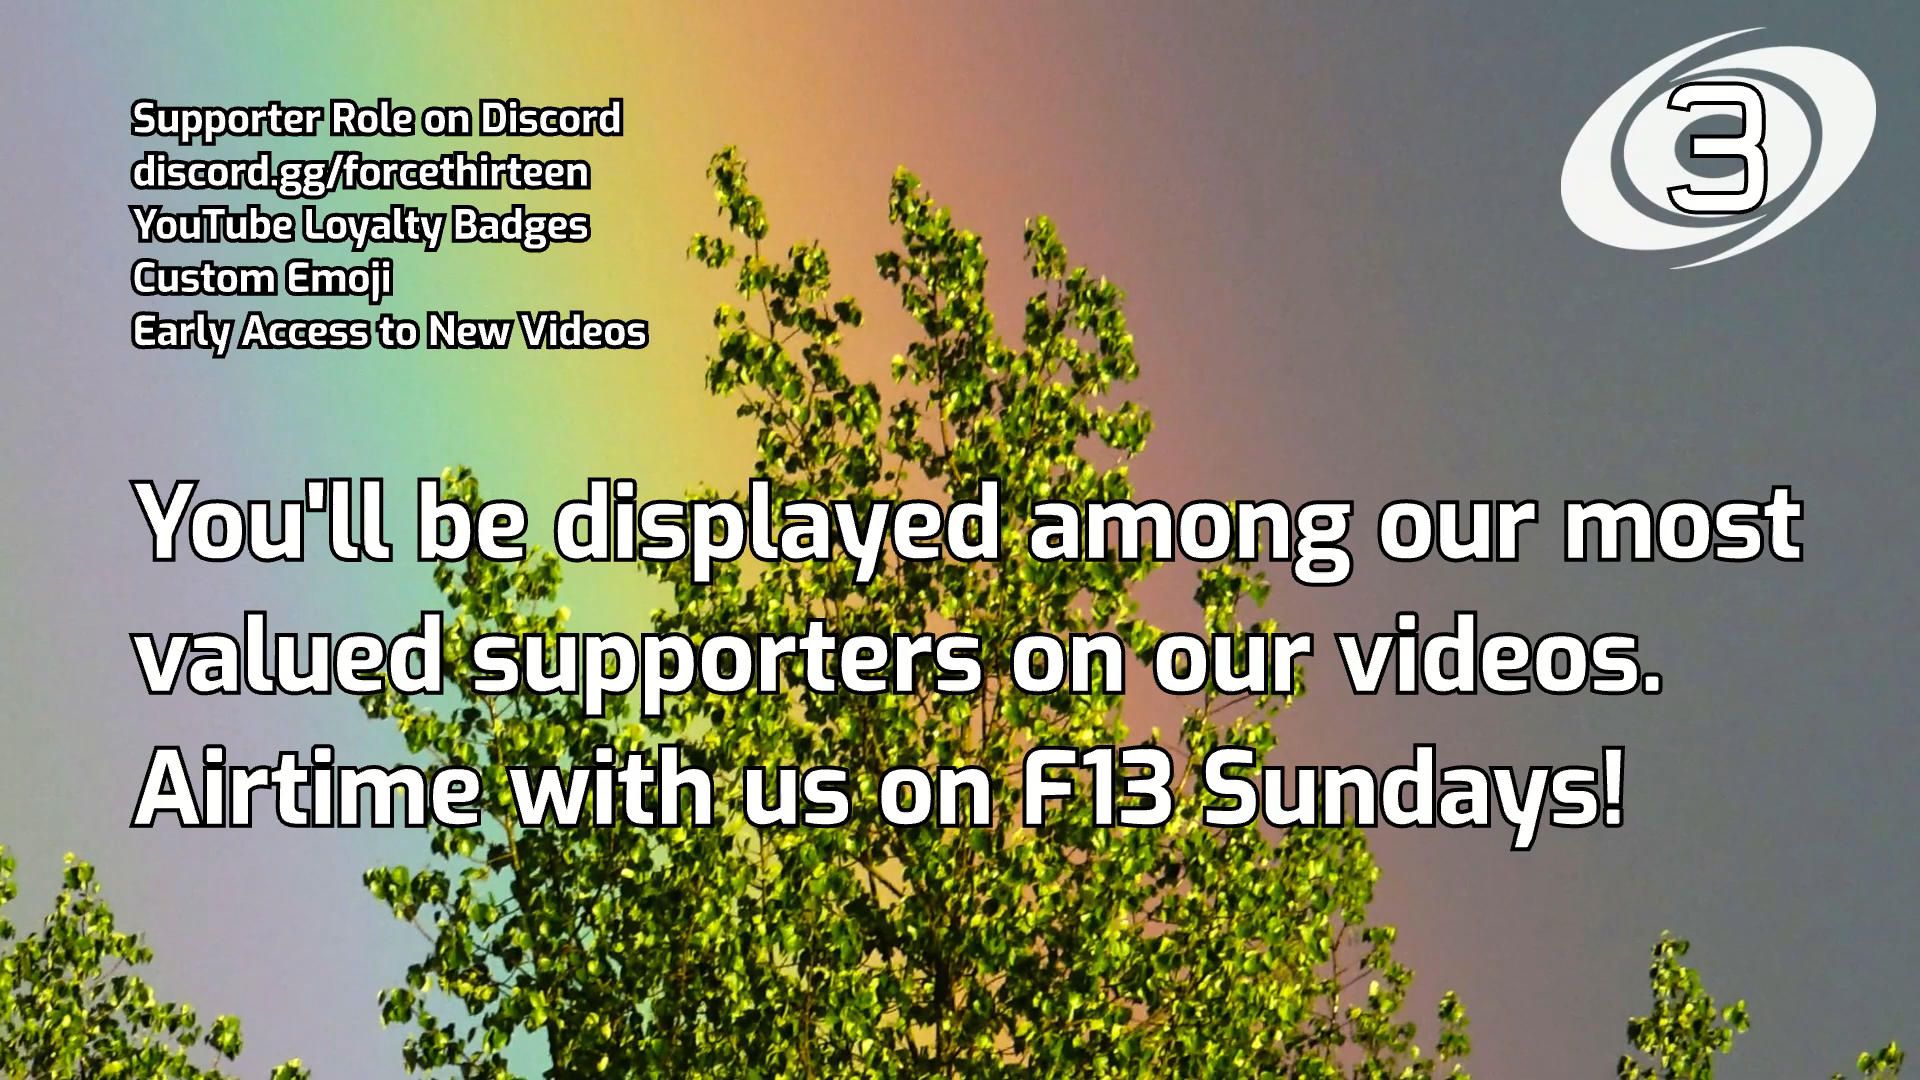 Supporter Role on Discord
discord.gg/forcethirteen
YouTube Loyalty Badges
Custom Emoji
Early Access to New Videos
3
You'll be displayed among our most
valued supporters on our videos.
Airtime with us on F13 Sundays!